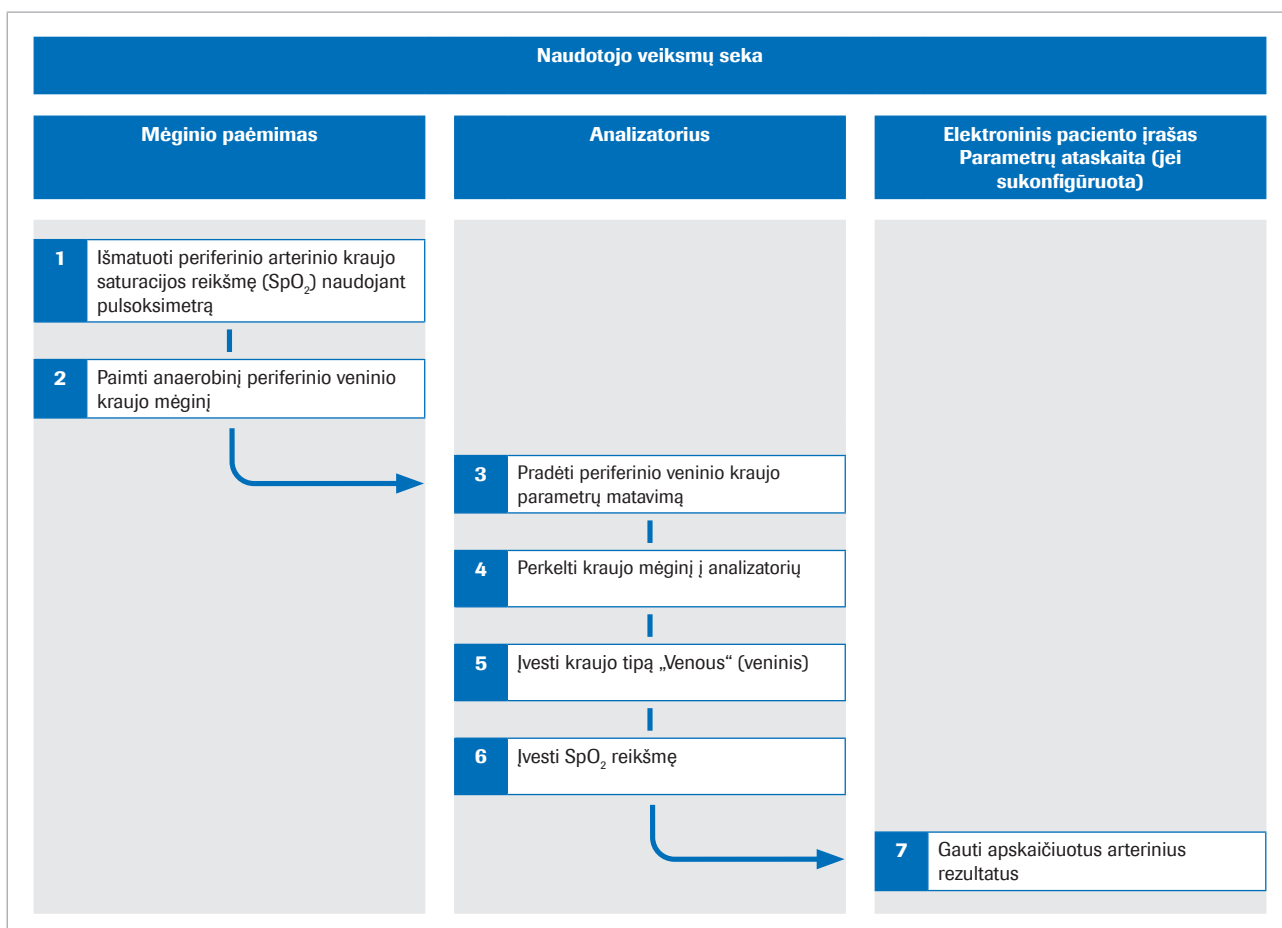 Naudotojo veiksmų seka
Mėginio paėmimas
Analizatorius
Elektroninis paciento įrašas
Parametrų ataskaita (jei
sukonfigūruota)
1 Išmatuoti periferinio arterinio kraujo
saturacijos reikšmę (SpO₂) naudojant
pulsoksimetrą
2 Paimti anaerobinį periferinio veninio
kraujo mėginį
3 Pradėti periferinio veninio kraujo
parametrų matavimą
4 Perkelti kraujo mėginį į analizatorių
5 Įvesti kraujo tipą „Venous“ (veninis)
6 Įvesti SpO₂ reikšmę
7 Gauti apskaičiuotus arterinius
rezultatus